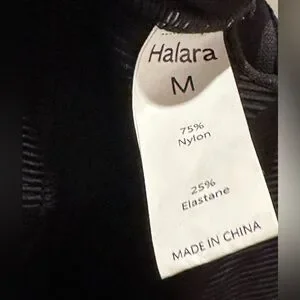 Halara
M
75%
Nylon
25%
Elastane
MADE IN CHINA